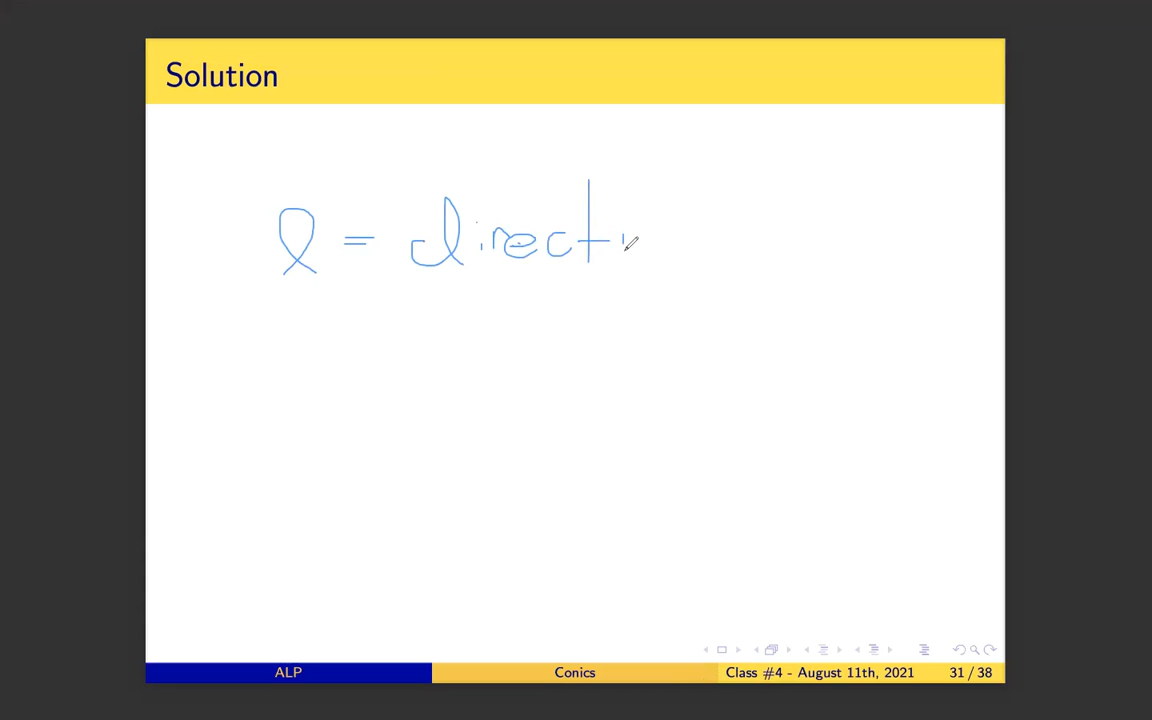 Solution
l = direct
ALP
Conics
Class #4 - August 11th, 2021
31 / 38